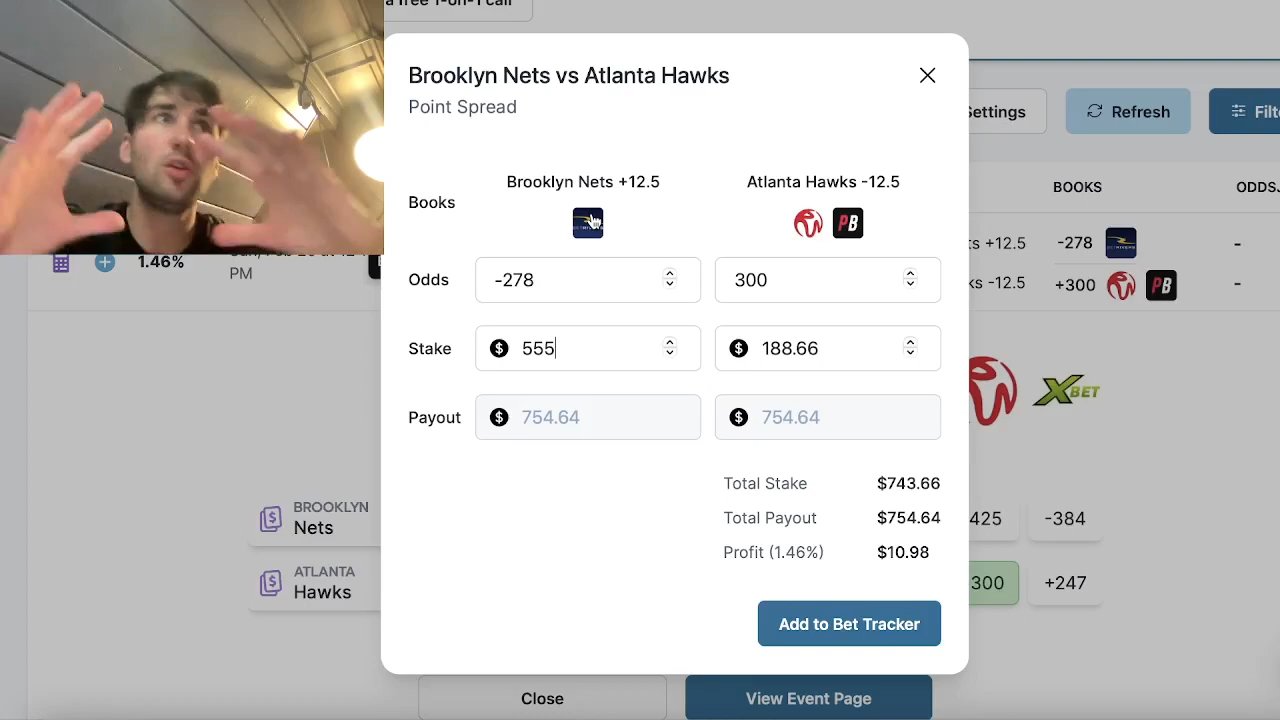 a free 1-on-1 call
Brooklyn Nets vs Atlanta Hawks
Point Spread
Settings
Refresh
Books
Brooklyn Nets +12.5
Atlanta Hawks -12.5
PB
BOOKS
ODDS
1.46%
PM
+12.5
-278
-
-12.5
+300
PB
-
Odds
-278
300
Stake
$ 555
$ 188.66
Payout
$ 754.64
$ 754.64
XBET
Total Stake
$743.66
Total Payout
$754.64
Profit (1.46%)
$10.98
BROOKLYN
Nets
425
-384
ATLANTA
Hawks
300
+247
Add to Bet Tracker
Close
View Event Page